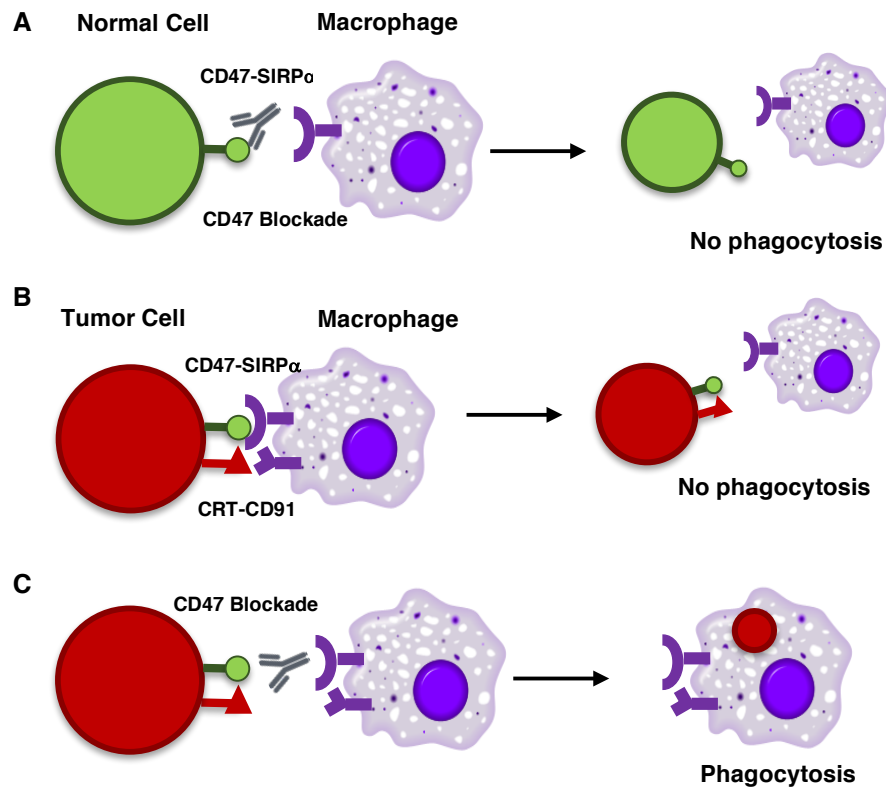 A
Normal Cell
Macrophage
CD47-SIRPα
CD47 Blockade
No phagocytosis
B
Tumor Cell
Macrophage
CD47-SIRPα
CRT-CD91
No phagocytosis
C
CD47 Blockade
Phagocytosis